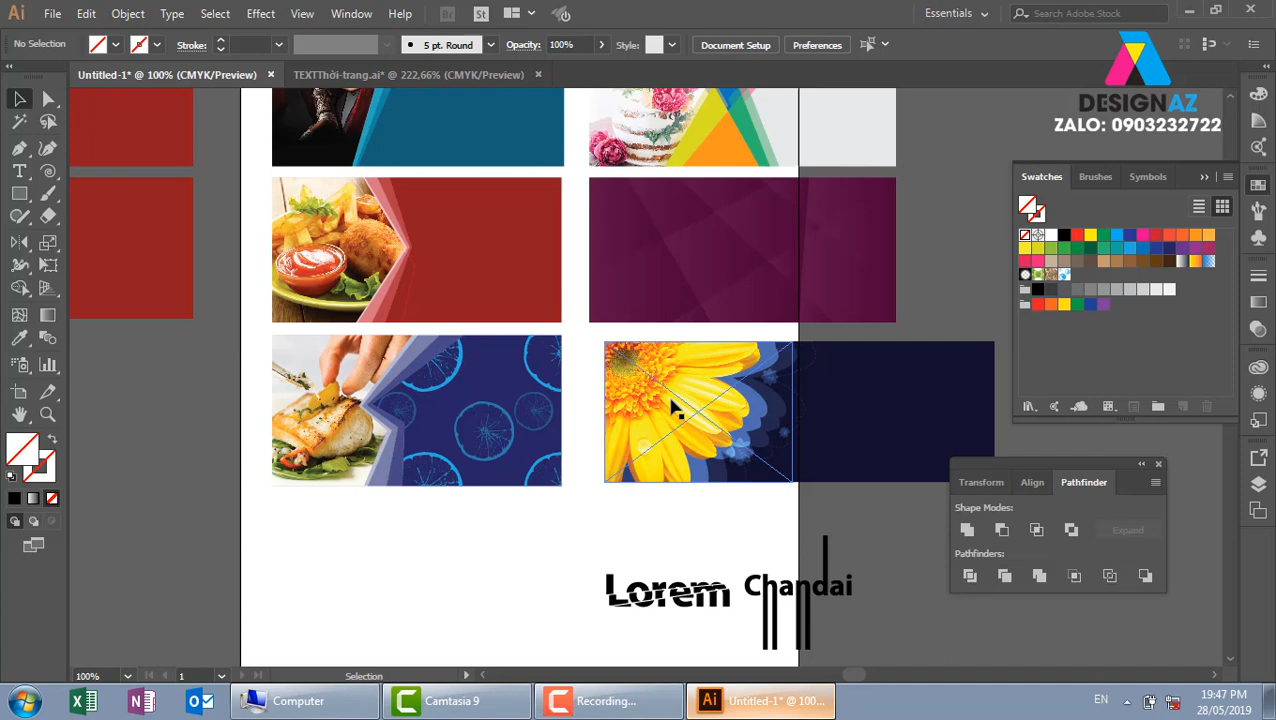 Ai File Edit Object Type Select Effect View Window Help Br St Essentials Search Adobe Stock
No Selection Stroke: 5 pt. Round Opacity: 100% Style: Document Setup Preferences
Untitled-1* @ 100% (CMYK/Preview) × TEXTThời-trang.ai* @ 222,66% (CMYK/Preview) ×
DESIGNAZ
ZALO: 0903232722
Swatches Brushes Symbols
Transform Align Pathfinder
Shape Modes:
Expand
Pathfinders:
Lorem Chandai
100% 1 Selection
Computer Camtasia 9 Recording... Untitled-1* @ 100... EN 19:47 PM
28/05/2019